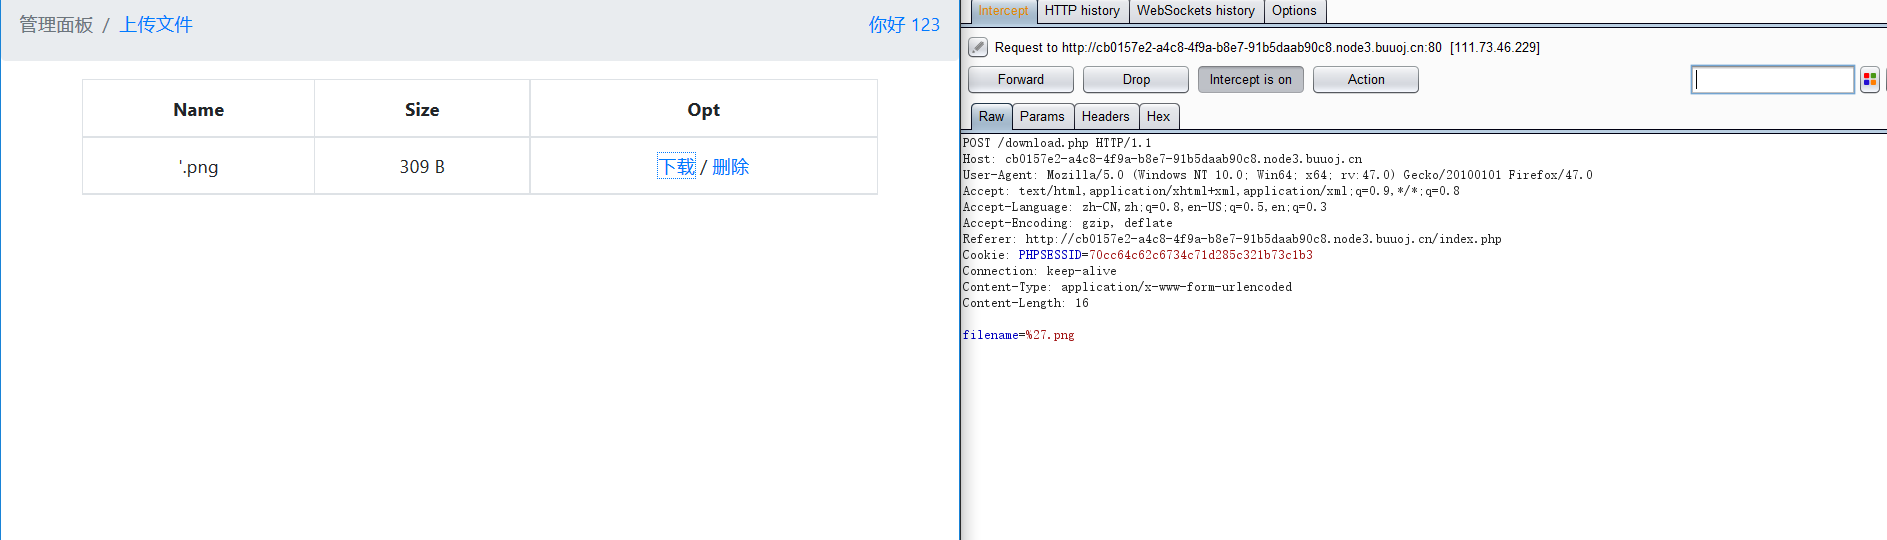 管理面板 / 上传文件 你好 123
Name Size Opt
'.png 309 B 下载 / 删除
Intercept HTTP history WebSockets history Options
Request to http://cb0157e2-a4c8-4f9a-b8e7-91b5daab90c8.node3.buuoj.cn:80 [111.73.46.229]
Forward Drop Intercept is on Action
Raw Params Headers Hex
POST /download.php HTTP/1.1
Host: cb0157e2-a4c8-4f9a-b8e7-91b5daab90c8.node3.buuoj.cn
User-Agent: Mozilla/5.0 (Windows NT 10.0; Win64; x64; rv:47.0) Gecko/20100101 Firefox/47.0
Accept: text/html,application/xhtml+xml,application/xml;q=0.9,*/*;q=0.8
Accept-Language: zh-CN,zh;q=0.8,en-US;q=0.5,en;q=0.3
Accept-Encoding: gzip, deflate
Referer: http://cb0157e2-a4c8-4f9a-b8e7-91b5daab90c8.node3.buuoj.cn/index.php
Cookie: PHPSESSID=70cc64c62c6734c71d285c321b73c1b3
Connection: keep-alive
Content-Type: application/x-www-form-urlencoded
Content-Length: 16
filename=%27.png